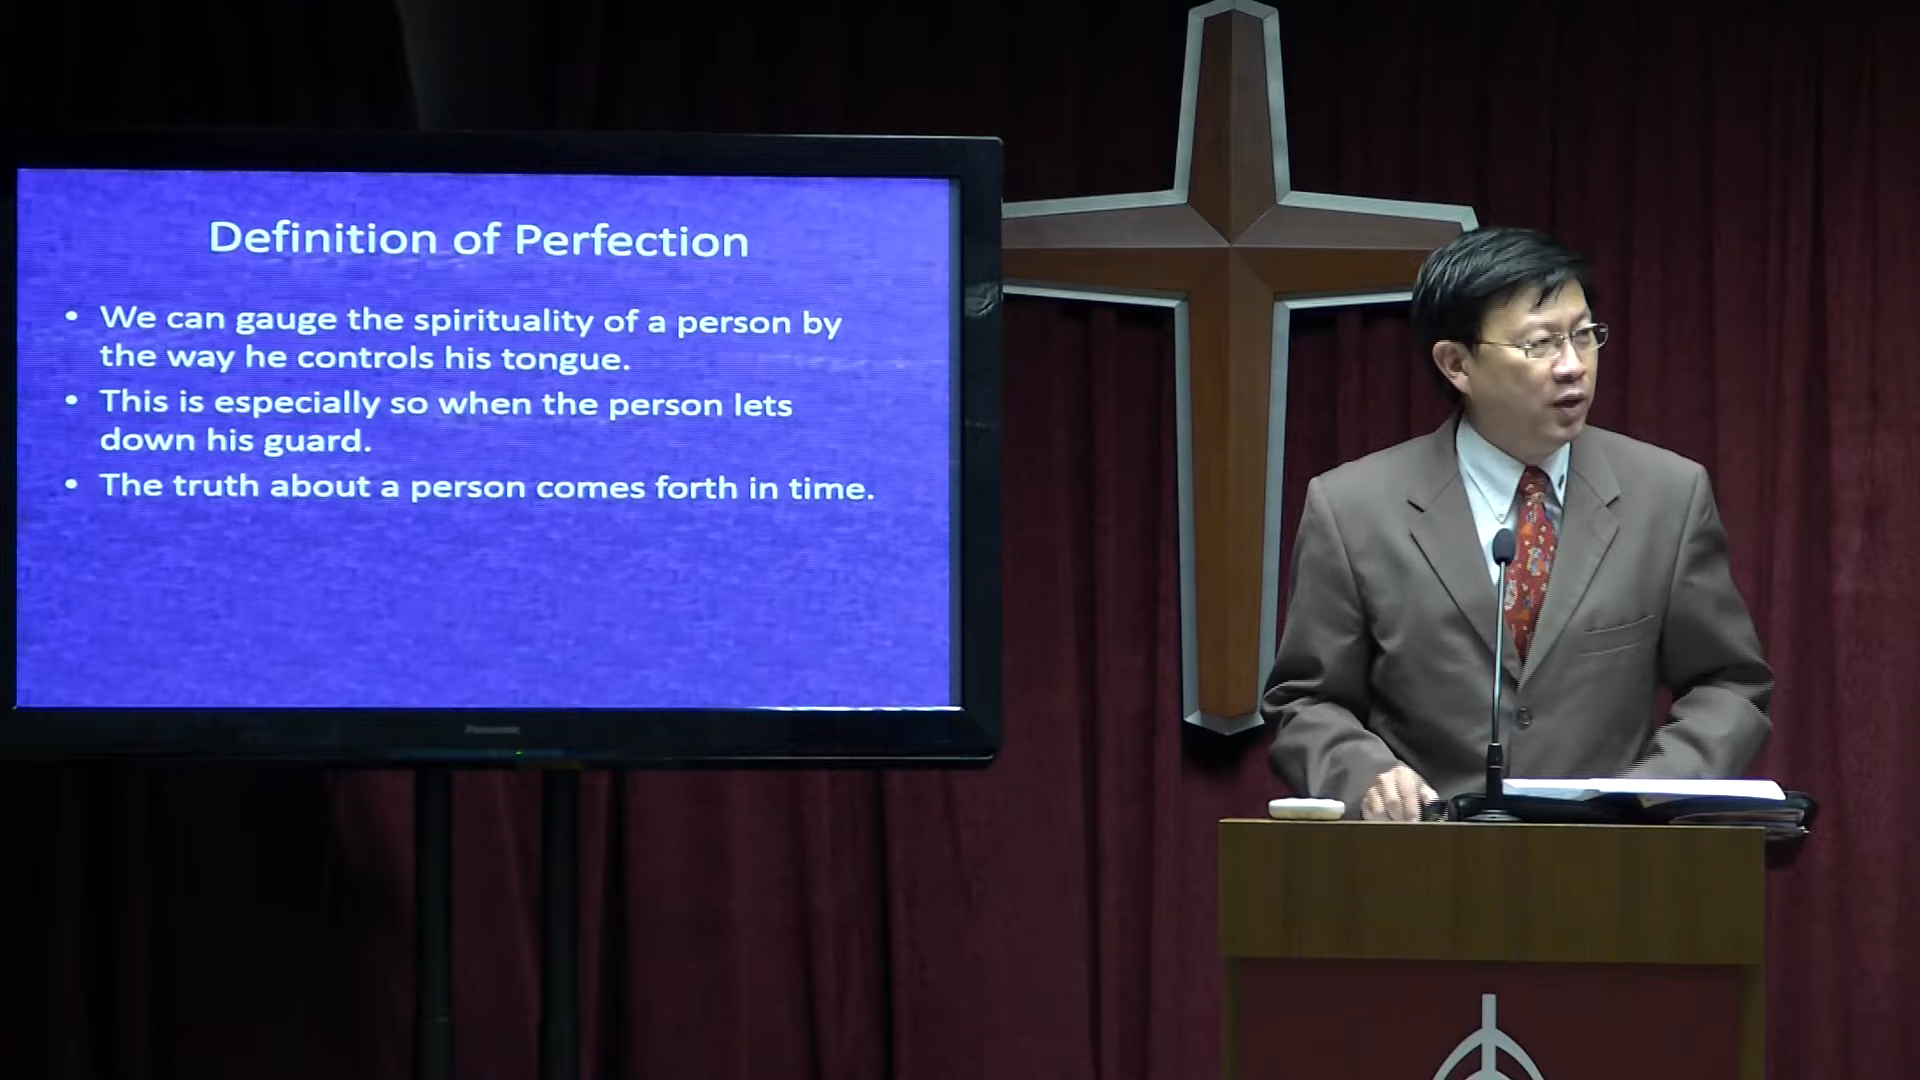 Definition of Perfection
• We can gauge the spirituality of a person by
the way he controls his tongue.
• This is especially so when the person lets
down his guard.
• The truth about a person comes forth in time.
Panasonic